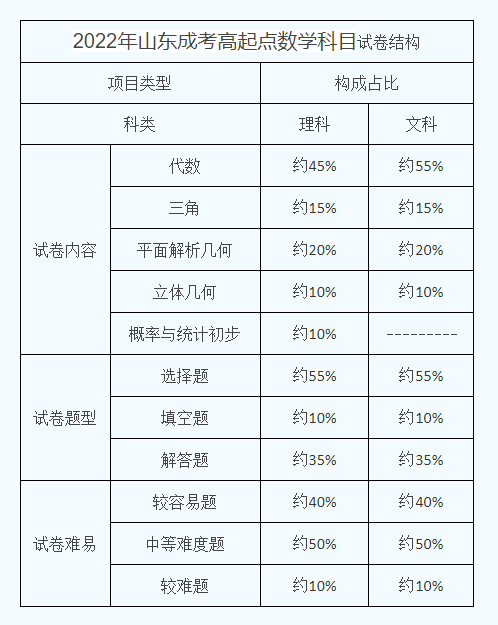 2022年山东成考高起点数学科目试卷结构
项目类型 构成占比
科类 理科 文科
试卷内容 代数 约45% 约55%
三角 约15% 约15%
平面解析几何 约20% 约20%
立体几何 约10% 约10%
概率与统计初步 约10% ---------
试卷题型 选择题 约55% 约55%
填空题 约10% 约10%
解答题 约35% 约35%
试卷难易 较容易题 约40% 约40%
中等难度题 约50% 约50%
较难题 约10% 约10%